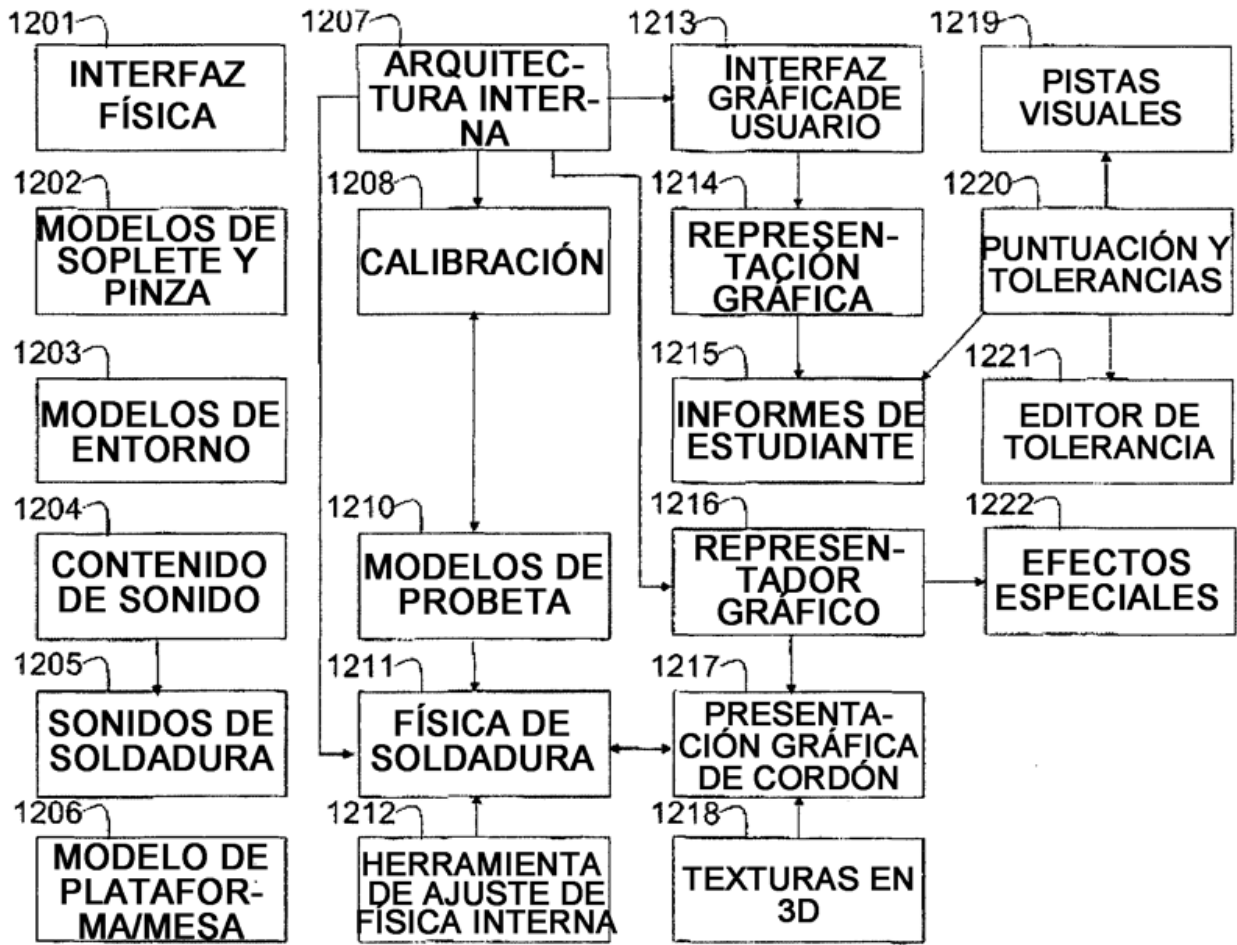 1201
INTERFAZ
FÍSICA
1202
MODELOS DE
SOPLETE Y
PINZA
1203
MODELOS DE
ENTORNO
1204
CONTENIDO
DE SONIDO
1205
SONIDOS DE
SOLDADURA
1206
MODELO DE
PLATAFOR-
MA/MESA
1207
ARQUITEC-
TURA INTER-
NA
1208
CALIBRACIÓN
1210
MODELOS DE
PROBETA
1211
FÍSICA DE
SOLDADURA
1212
HERRAMIENTA
DE AJUSTE DE
FÍSICA INTERNA
1213
INTERFAZ
GRÁFICADE
USUARIO
1214
REPRESEN-
TACIÓN
GRÁFICA
1215
INFORMES DE
ESTUDIANTE
1216
REPRESEN-
TADOR
GRÁFICO
1217
PRESENTA-
CIÓN GRÁFICA
DE CORDÓN
1218
TEXTURAS EN
3D
1219
PISTAS
VISUALES
1220
PUNTUACIÓN Y
TOLERANCIAS
1221
EDITOR DE
TOLERANCIA
1222
EFECTOS
ESPECIALES